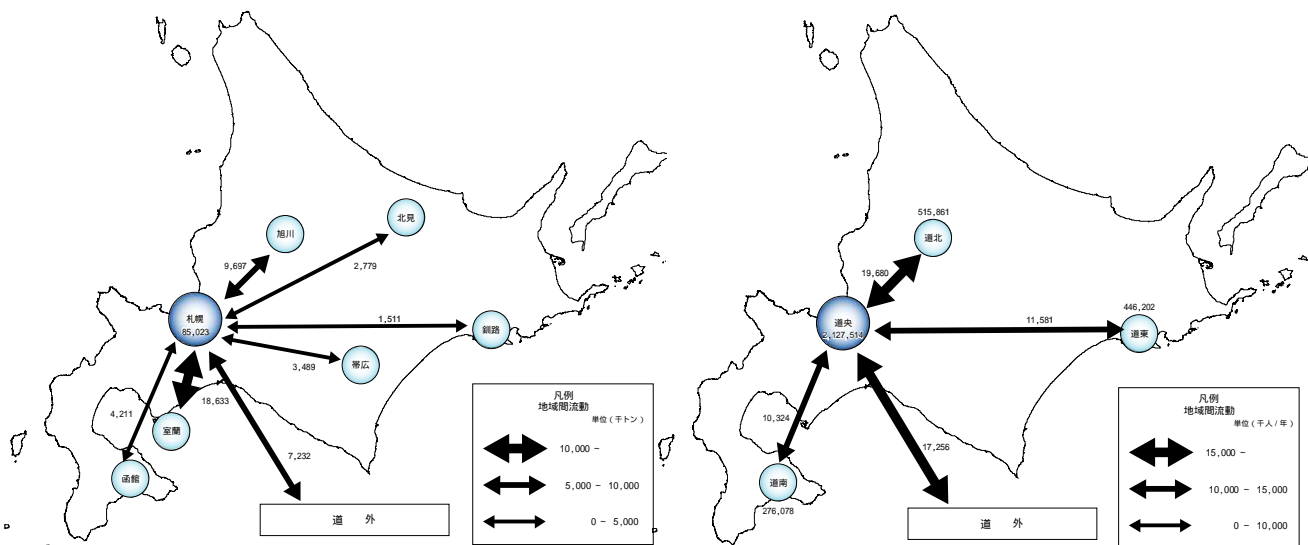 北見
旭川
9,697
2,779
札幌
85,023
1,511
釧路
帯広
3,489
18,633
4,211
室蘭
7,232
函館
道 外
凡例
地域間流動
単位(千トン)
10,000 -
5,000 - 10,000
0 - 5,000
515,861
道北
19,680
道央
2,127,514
11,581
446,202
道東
10,324
17,256
道南
276,078
道 外
凡例
地域間流動
単位(千人/年)
15,000 -
10,000 - 15,000
0 - 10,000